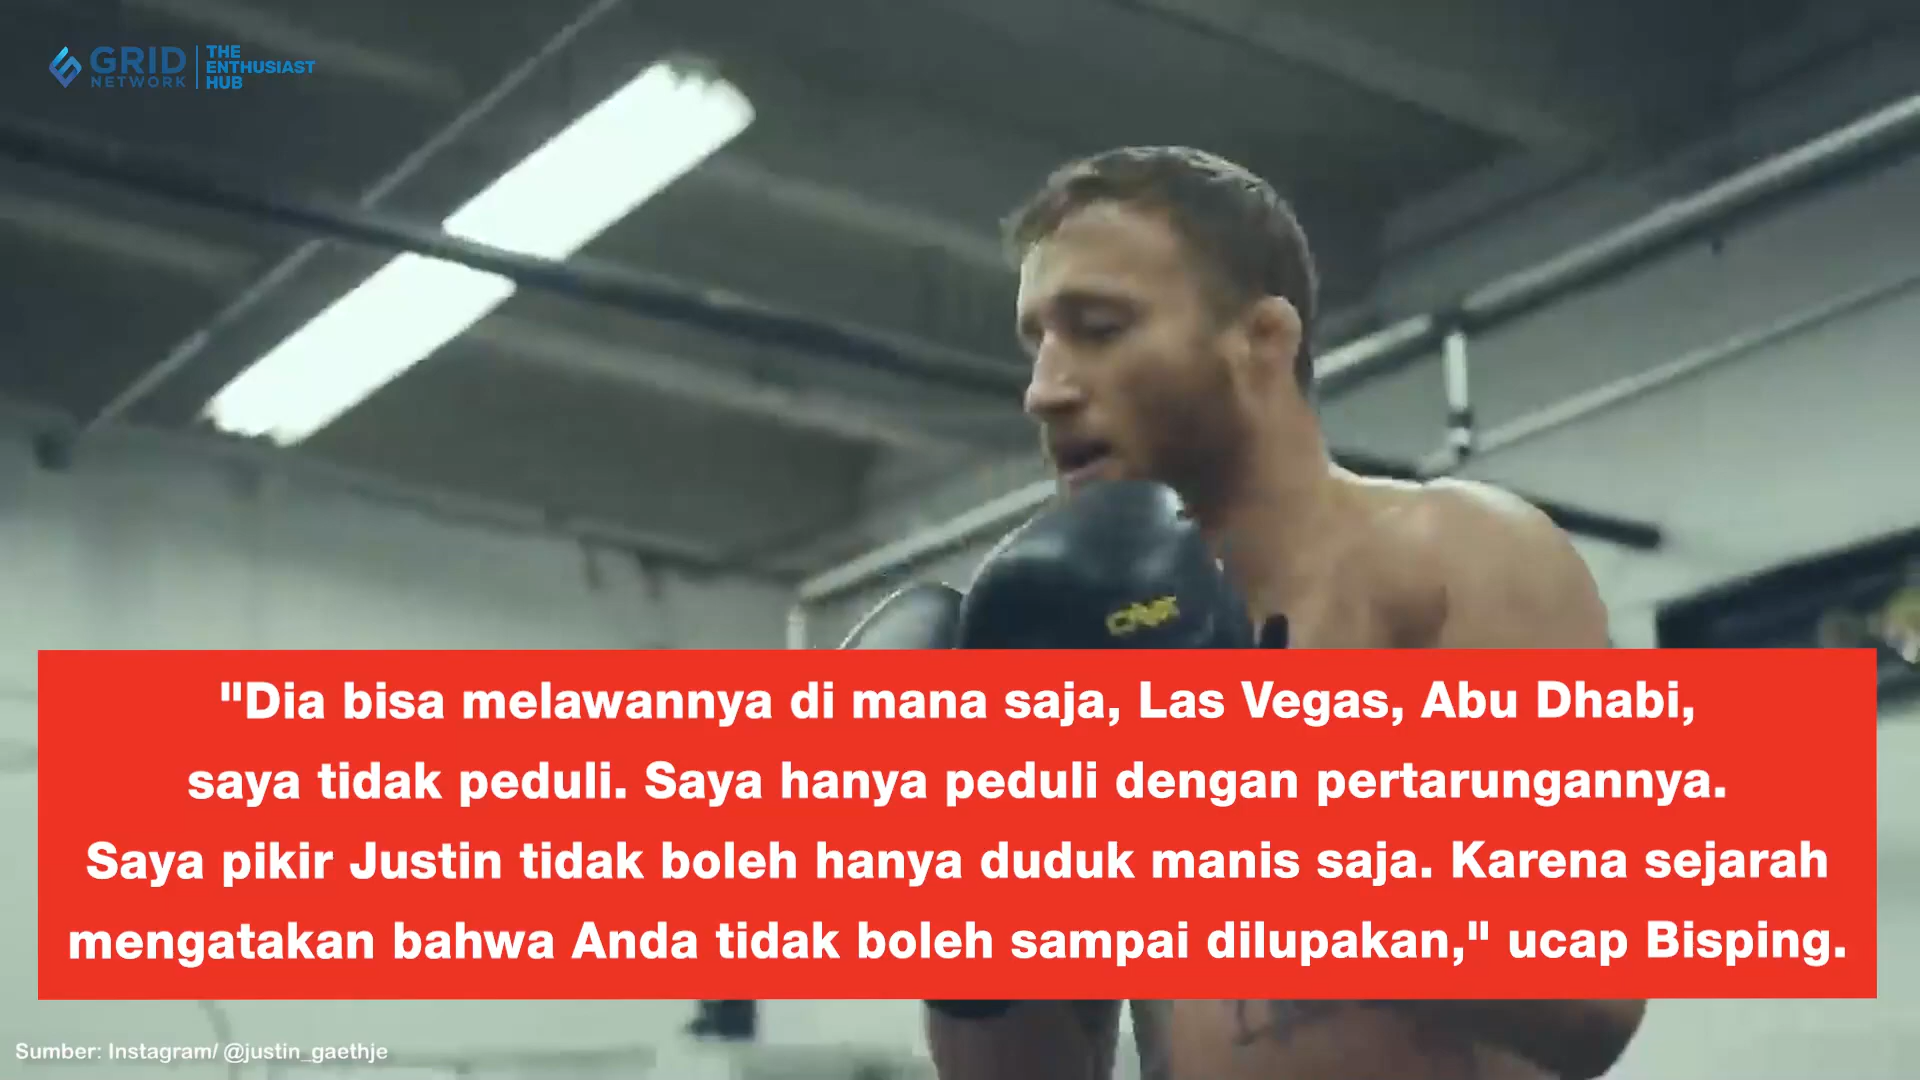 GRID
NETWORK
THE
ENTHUSIAST
HUB
"Dia bisa melawannya di mana saja, Las Vegas, Abu Dhabi,
saya tidak peduli. Saya hanya peduli dengan pertarungannya.
Saya pikir Justin tidak boleh hanya duduk manis saja. Karena sejarah
mengatakan bahwa Anda tidak boleh sampai dilupakan," ucap Bisping.
Sumber: Instagram/ @justin_gaethje